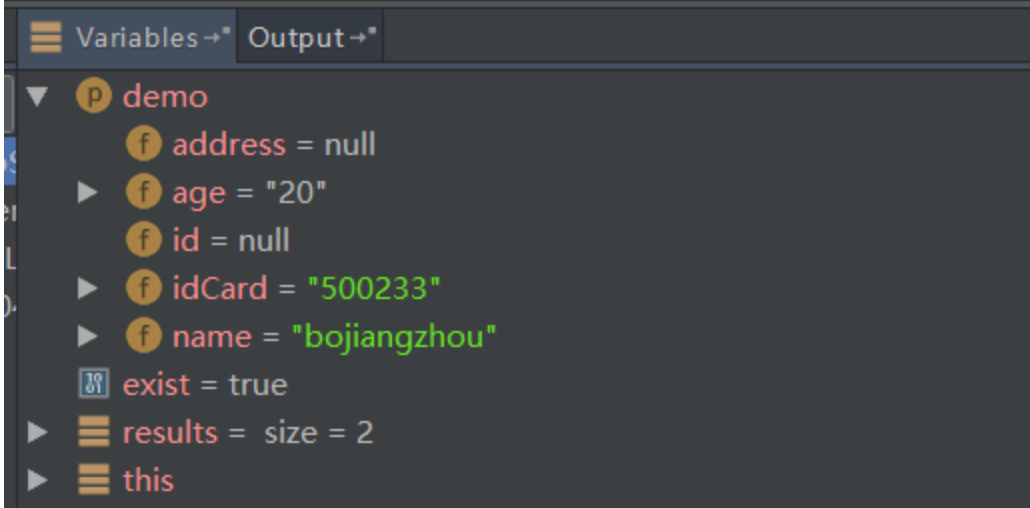 Variables Output
demo
address = null
age = "20"
id = null
idCard = "500233"
name = "bojiangzhou"
exist = true
results = size = 2
this